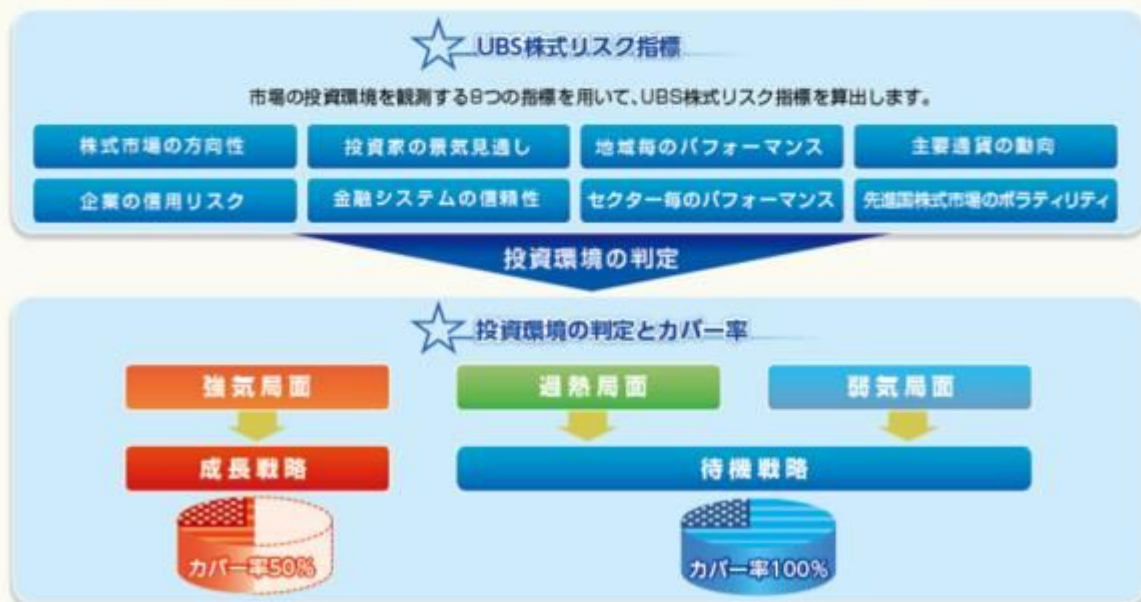 UBS株式リスク指標
市場の投資環境を観測する8つの指標を用いて、UBS株式リスク指標を算出します。
株式市場の方向性
投資家の景気見通し
地域毎のパフォーマンス
主要通貨の動向
企業の信用リスク
金融システムの信頼性
セクター毎のパフォーマンス
先進国株式市場のボラティリティ
投資環境の判定
投資環境の判定とカバー率
強気局面
過熱局面
弱気局面
成長戦略
待機戦略
カバー率50%
カバー率100%